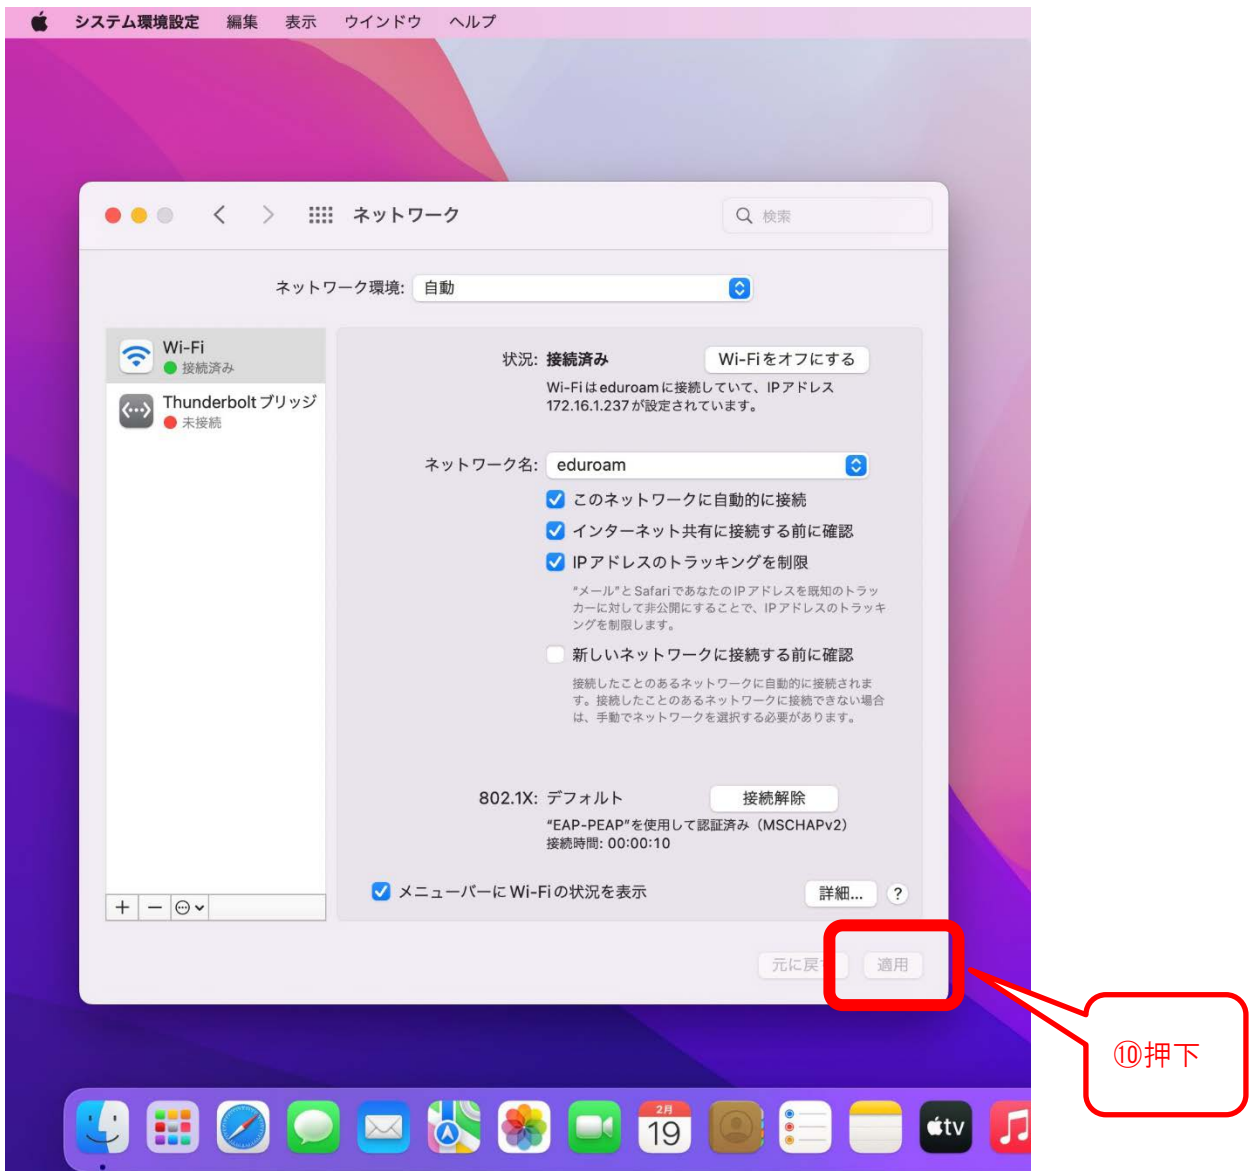 システム環境設定 編集 表示 ウインドウ ヘルプ
ネットワーク
検索
ネットワーク環境: 自動
Wi-Fi
接続済み
Thunderbolt ブリッジ
未接続
状況: 接続済み Wi-Fiをオフにする
Wi-Fiは eduroam に接続していて、IPアドレス
172.16.1.237 が設定されています。
ネットワーク名: eduroam
このネットワークに自動的に接続
インターネット共有に接続する前に確認
IPアドレスのトラッキングを制限
“メール”と Safari であなたの IPアドレスを既知のトラッ
カーに対して非公開にすることで、IPアドレスのトラッキ
ングを制限します。
新しいネットワークに接続する前に確認
接続したことのあるネットワークに自動的に接続されま
す。接続したことのあるネットワークに接続できない場合
は、手動でネットワークを選択する必要があります。
802.1X: デフォルト 接続解除
“EAP-PEAP”を使用して認証済み（MSCHAPv2）
接続時間: 00:00:10
メニューバーに Wi-Fi の状況を表示 詳細... ?
元に戻す 適用
⑩押下
2月
19
tv